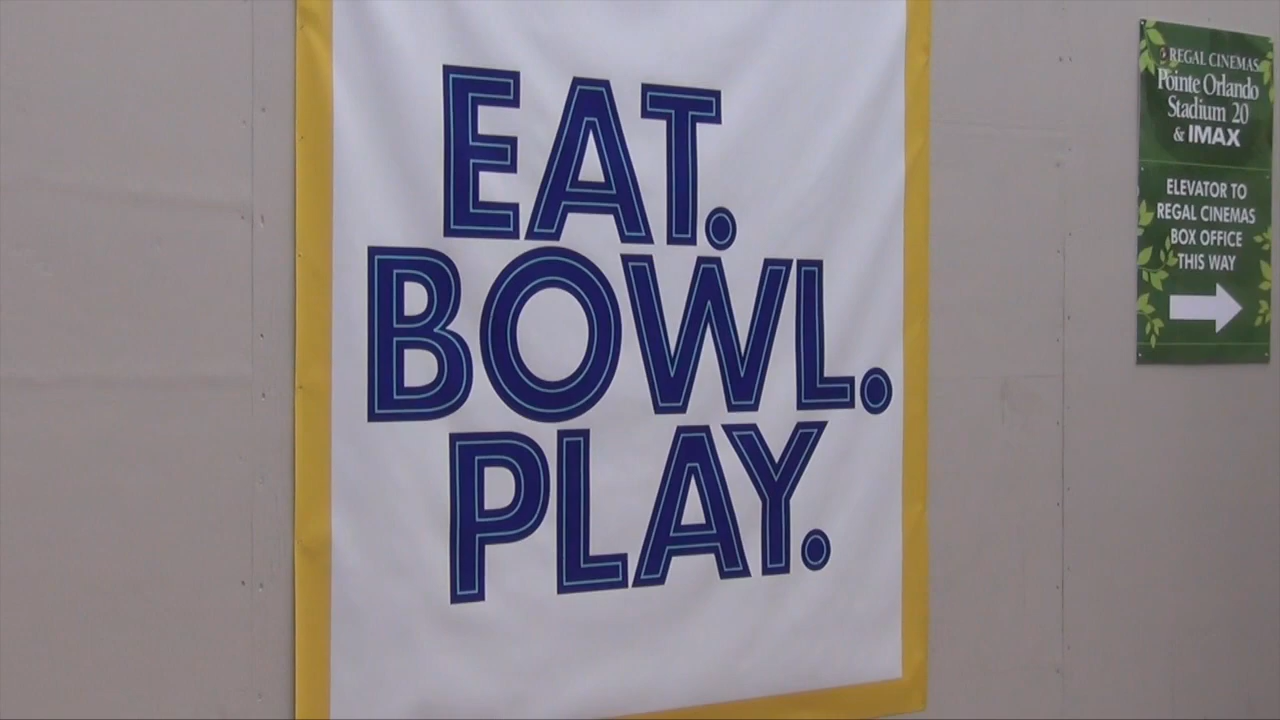 EAT.
BOWL.
PLAY.
REGAL CINEMAS
Pointe Orlando
Stadium 20
& IMAX
ELEVATOR TO
REGAL CINEMAS
BOX OFFICE
THIS WAY